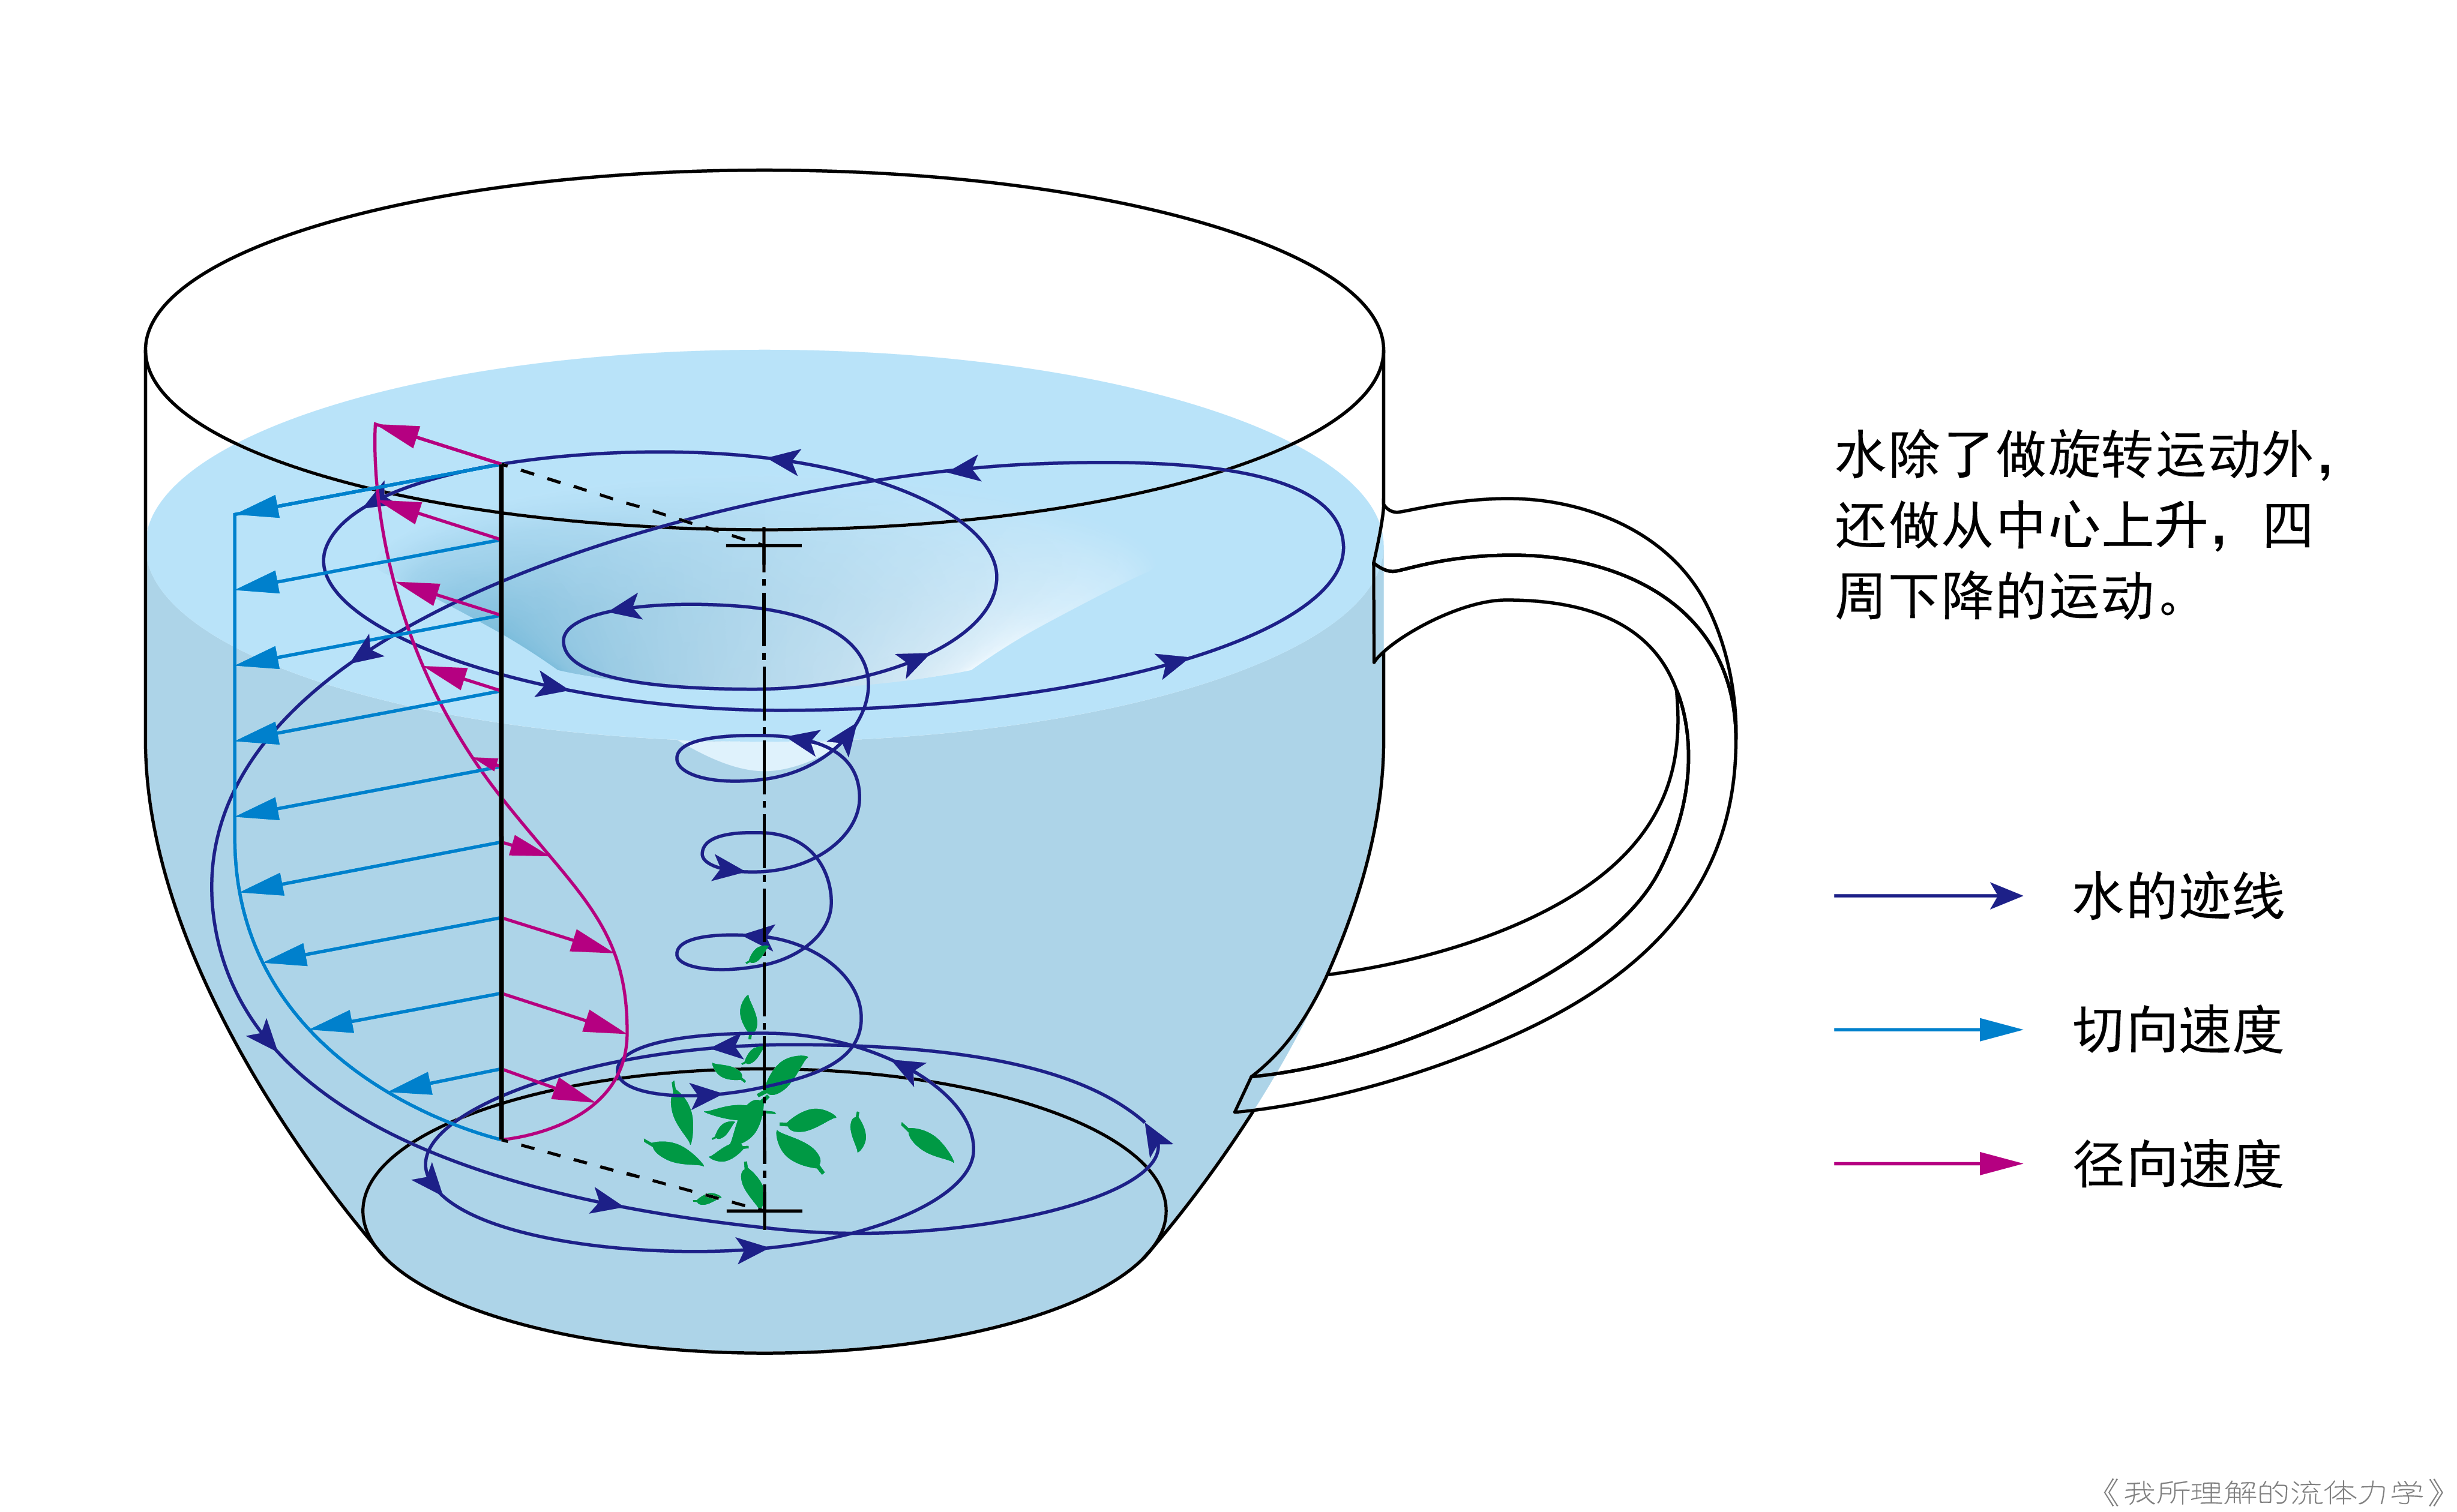 水除了做旋转运动外，
还做从中心上升，四
周下降的运动。
水的迹线
切向速度
径向速度
《我所理解的流体力学》